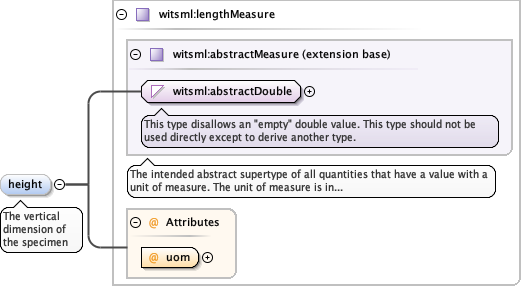 witsml:lengthMeasure
witsml:abstractMeasure (extension base)
witsml:abstractDouble
This type disallows an "empty" double value. This type should not be
used directly except to derive another type.
The intended abstract supertype of all quantities that have a value with a
unit of measure. The unit of measure is in...
height
The vertical
dimension of
the specimen
@ Attributes
@ uom